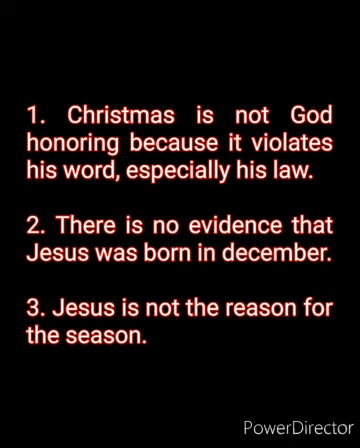 1. Christmas is not God
honoring because it violates
his word, especially his law.
2. There is no evidence that
Jesus was born in december.
3. Jesus is not the reason for
the season.
PowerDirector